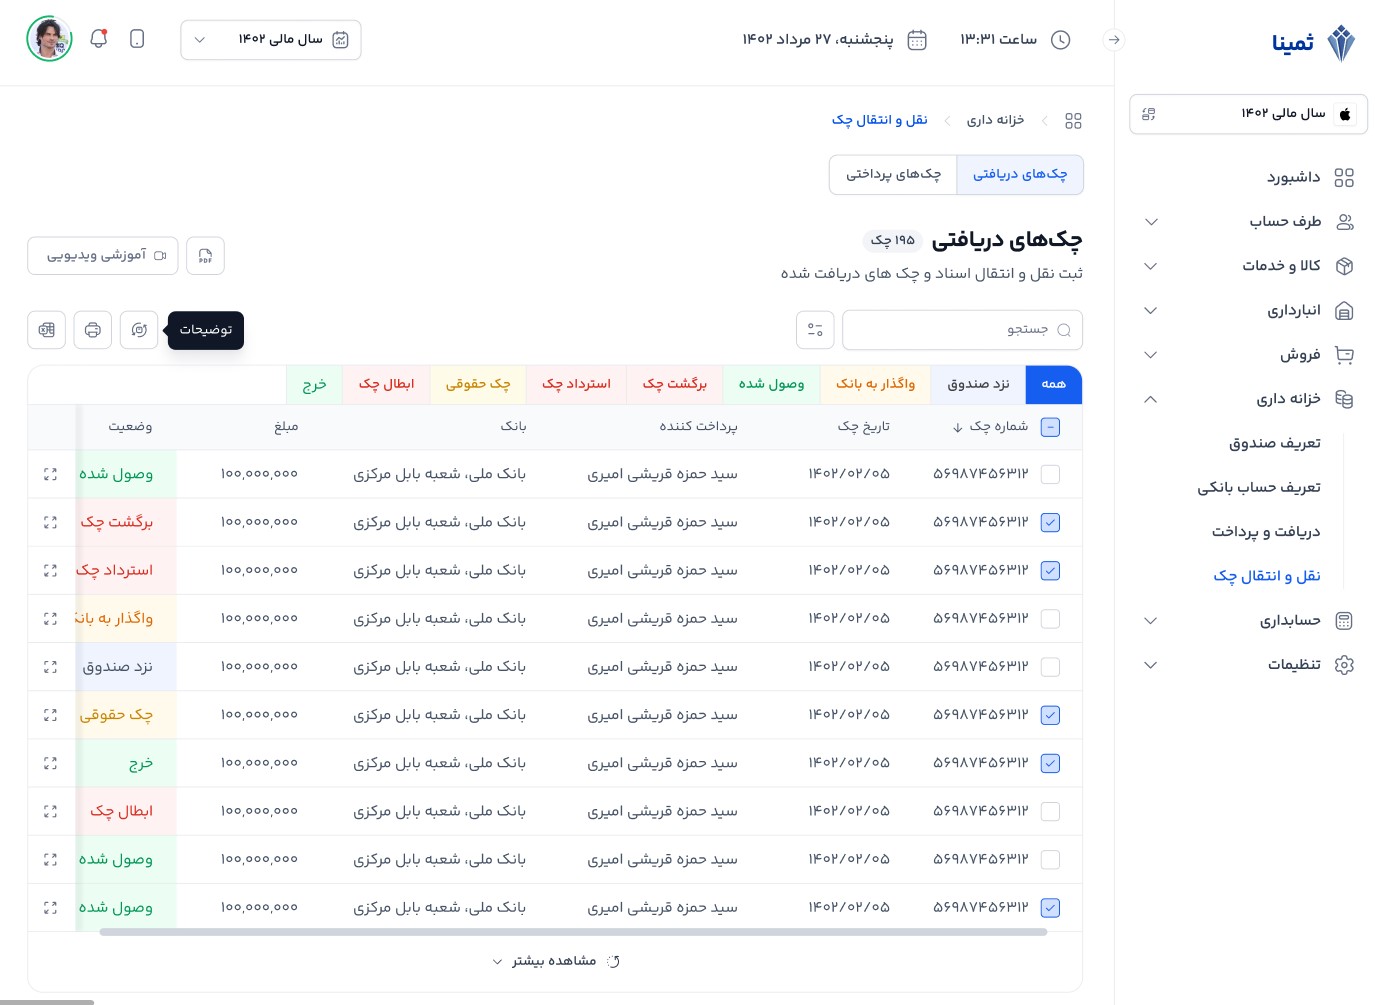 ثمینا
سال مالی ۱۴۰۲
داشبورد
طرف حساب
کالا و خدمات
انبارداری
فروش
خزانه داری
تعریف صندوق
تعریف حساب بانکی
دریافت و پرداخت
نقل و انتقال چک
حسابداری
تنظیمات
ساعت ۱۳:۳۱
پنجشنبه، ۲۷ مرداد ۱۴۰۲
سال مالی ۱۴۰۲
خزانه داری
نقل و انتقال چک
چک‌های دریافتی
چک‌های پرداختی
چک‌های دریافتی ۱۹۵ چک
ثبت نقل و انتقال اسناد و چک های دریافت شده
PDF
آموزشی ویدیویی
جستجو
توضیحات
همه نزد صندوق واگذار به بانک وصول شده برگشت چک استرداد چک چک حقوقی ابطال چک خرج
شماره چک تاریخ چک پرداخت کننده بانک مبلغ وضعیت
۵۶۹۸۷۴۵۶۳۱۲ ۱۴۰۲/۰۲/۰۵ سید حمزه قریشی امیری بانک ملی، شعبه بابل مرکزی ۱۰۰,۰۰۰,۰۰۰ وصول شده
۵۶۹۸۷۴۵۶۳۱۲ ۱۴۰۲/۰۲/۰۵ سید حمزه قریشی امیری بانک ملی، شعبه بابل مرکزی ۱۰۰,۰۰۰,۰۰۰ برگشت چک
۵۶۹۸۷۴۵۶۳۱۲ ۱۴۰۲/۰۲/۰۵ سید حمزه قریشی امیری بانک ملی، شعبه بابل مرکزی ۱۰۰,۰۰۰,۰۰۰ استرداد چک
۵۶۹۸۷۴۵۶۳۱۲ ۱۴۰۲/۰۲/۰۵ سید حمزه قریشی امیری بانک ملی، شعبه بابل مرکزی ۱۰۰,۰۰۰,۰۰۰ واگذار به بانک
۵۶۹۸۷۴۵۶۳۱۲ ۱۴۰۲/۰۲/۰۵ سید حمزه قریشی امیری بانک ملی، شعبه بابل مرکزی ۱۰۰,۰۰۰,۰۰۰ نزد صندوق
۵۶۹۸۷۴۵۶۳۱۲ ۱۴۰۲/۰۲/۰۵ سید حمزه قریشی امیری بانک ملی، شعبه بابل مرکزی ۱۰۰,۰۰۰,۰۰۰ چک حقوقی
۵۶۹۸۷۴۵۶۳۱۲ ۱۴۰۲/۰۲/۰۵ سید حمزه قریشی امیری بانک ملی، شعبه بابل مرکزی ۱۰۰,۰۰۰,۰۰۰ خرج
۵۶۹۸۷۴۵۶۳۱۲ ۱۴۰۲/۰۲/۰۵ سید حمزه قریشی امیری بانک ملی، شعبه بابل مرکزی ۱۰۰,۰۰۰,۰۰۰ ابطال چک
۵۶۹۸۷۴۵۶۳۱۲ ۱۴۰۲/۰۲/۰۵ سید حمزه قریشی امیری بانک ملی، شعبه بابل مرکزی ۱۰۰,۰۰۰,۰۰۰ وصول شده
۵۶۹۸۷۴۵۶۳۱۲ ۱۴۰۲/۰۲/۰۵ سید حمزه قریشی امیری بانک ملی، شعبه بابل مرکزی ۱۰۰,۰۰۰,۰۰۰ وصول شده
مشاهده بیشتر